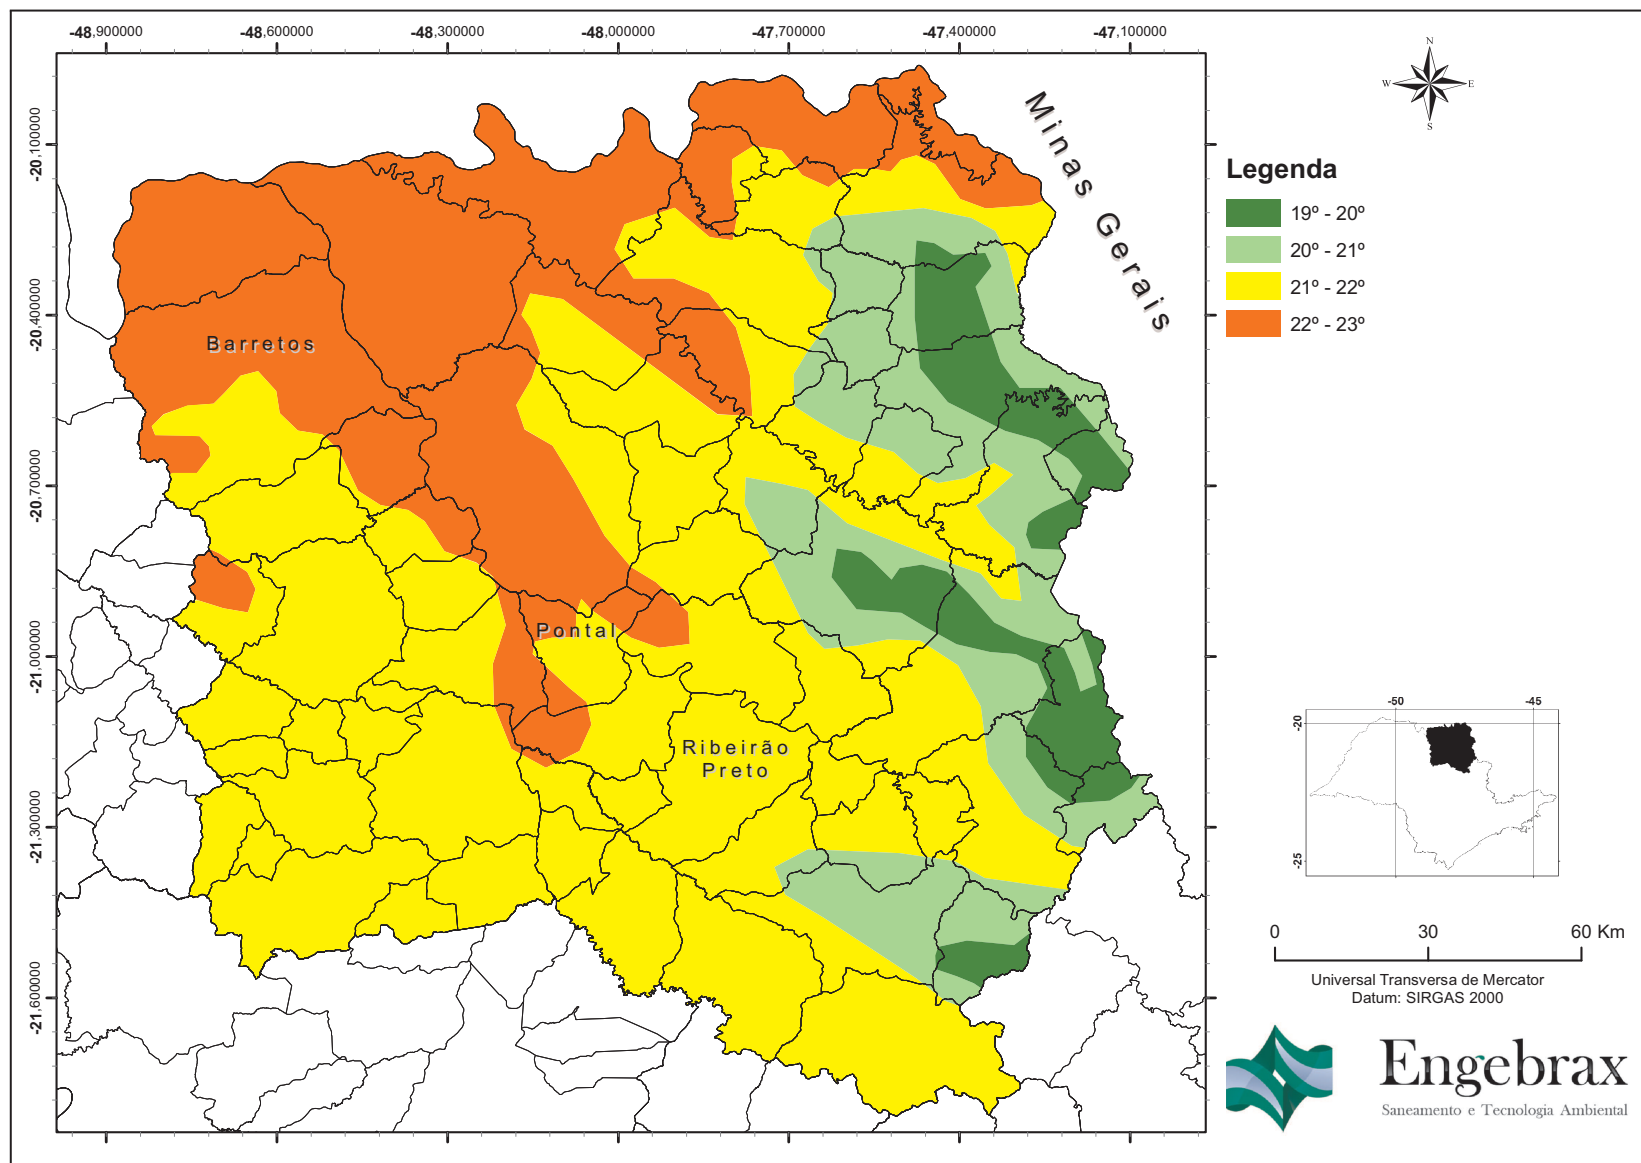 -48,900000 -48,600000 -48,300000 -48,000000 -47,700000 -47,400000 -47,100000
-20,100000
-20,400000
-20,700000
-21,000000
-21,300000
-21,600000
Minas Gerais
Barretos
Pontal
Ribeirão
Preto
N
W E
S
Legenda
19º - 20º
20º - 21º
21º - 22º
22º - 23º
-50 -45
-20
-25
0 30 60 Km
Universal Transversa de Mercator
Datum: SIRGAS 2000
Engebrax
Saneamento e Tecnologia Ambiental